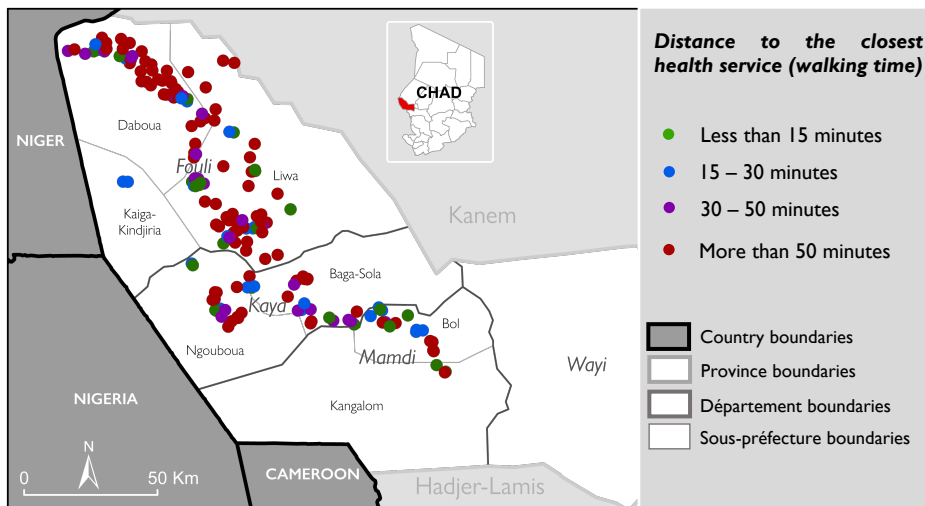 CHAD
NIGER
Daboua
Fouli
Liwa
Kaiga-
Kindjiria
Kanem
Baga-Sola
Kaya
Bol
Ngouboua
Mamdi
Wayi
Kangalom
NIGERIA
N
0 50 Km
CAMEROON
Hadjer-Lamis
Distance to the closest
health service (walking time)
Less than 15 minutes
15 – 30 minutes
30 – 50 minutes
More than 50 minutes
Country boundaries
Province boundaries
Département boundaries
Sous-préfecture boundaries